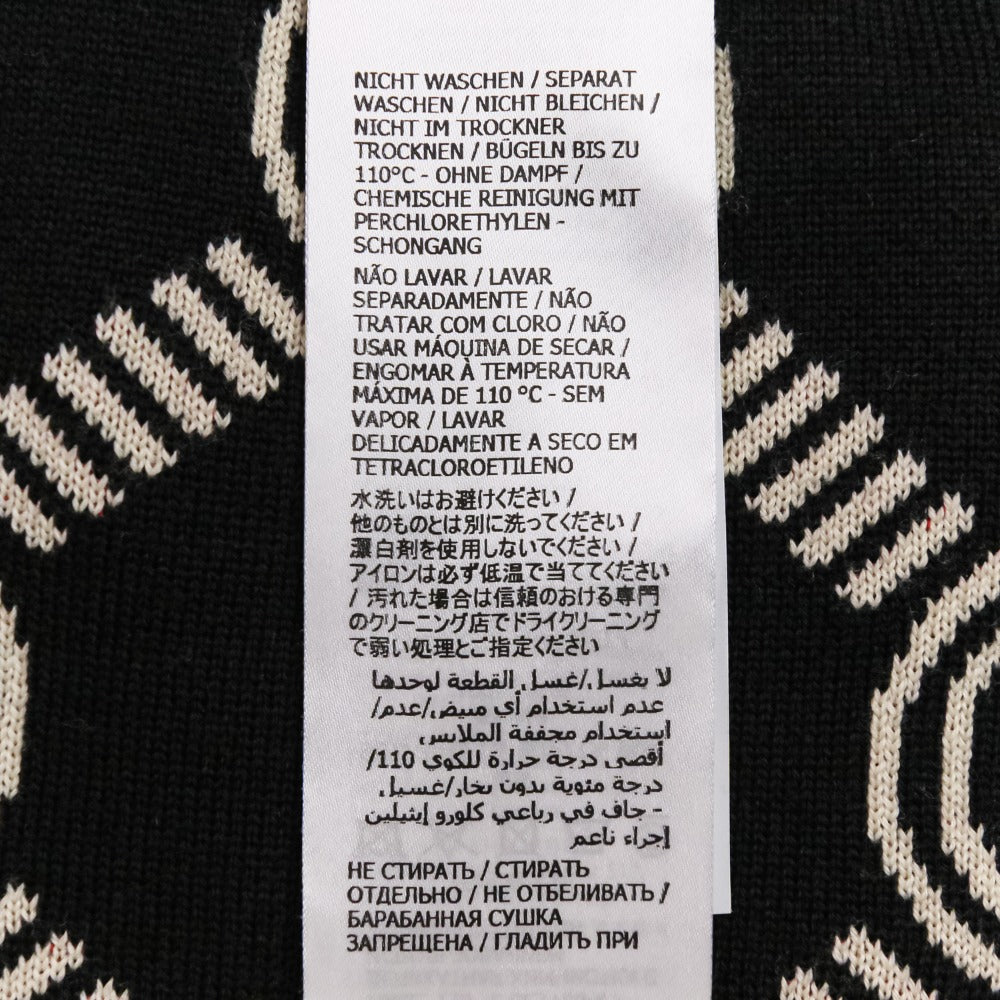 NICHT WASCHEN / SEPARAT
WASCHEN / NICHT BLEICHEN /
NICHT IM TROCKNER
TROCKNEN / BÜGELN BIS ZU
110°C - OHNE DAMPF /
CHEMISCHE REINIGUNG MIT
PERCHLORETHYLEN -
SCHONGANG
NÃO LAVAR / LAVAR
SEPARADAMENTE / NÃO
TRATAR COM CLORO / NÃO
USAR MÁQUINA DE SECAR /
ENGOMAR À TEMPERATURA
MÁXIMA DE 110 °C - SEM
VAPOR / LAVAR
DELICADAMENTE A SECO EM
TETRACLOROETILENO
水洗いはお避けください /
他のものとは別に洗ってください /
漂白剤を使用しないでください /
アイロンは必ず低温で当ててください
/ 汚れた場合は信頼のおける専門
のクリーニング店でドライクリーニング
で弱い処理とご指定ください
لا يغسل/غسل القطعة لوحدها
/عدم استخدام أي مبيض/عدم
استخدام مجففة الملابس
/110 أقصى درجة حرارة للكوي
درجة مئوية بدون بخار/غسيل
جاف في رباعي كلورو إيثيلين -
إجراء ناعم
НЕ СТИРАТЬ / СТИРАТЬ
ОТДЕЛЬНО / НЕ ОТБЕЛИВАТЬ /
БАРАБАННАЯ СУШКА
ЗАПРЕЩЕНА / ГЛАДИТЬ ПРИ